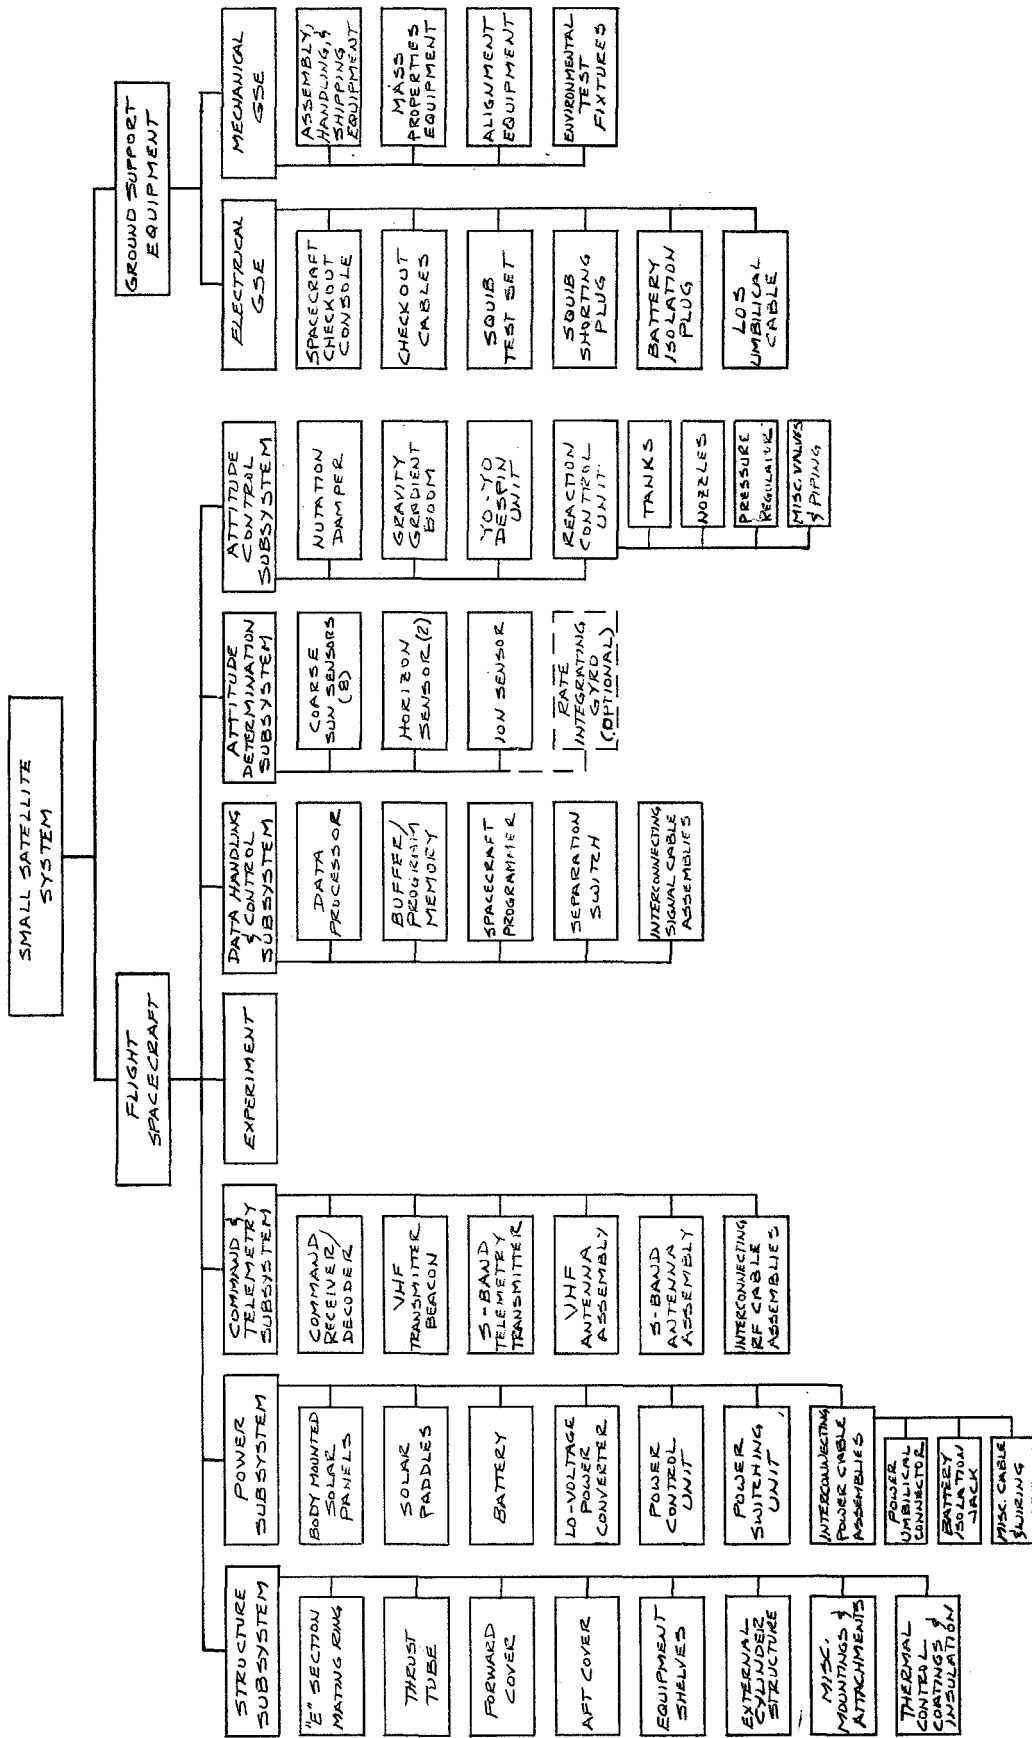 SMALL SATELLITE
SYSTEM
FLIGHT
SPACECRAFT
GROUND SUPPORT
EQUIPMENT
STRUCTURE
SUBSYSTEM
"E" SECTION
MATING RING
THRUST
TUBE
FORWARD
COVER
AFT COVER
EQUIPMENT
SHELVES
EXTERNAL
CYLINDER
STRUCTURE
MISC.
MOUNTINGS &
ATTACHMENTS
THERMAL
CONTROL
COATINGS &
INSULATION
POWER
SUBSYSTEM
BODY MOUNTED
SOLAR
PANELS
SOLAR
PADDLES
BATTERY
LO-VOLTAGE
POWER
CONVERTER
POWER
CONTROL
UNIT
POWER
SWITCHING
UNIT
INTERCONNECTING
POWER CABLE
ASSEMBLIES
POWER
UMBILICAL
CONNECTOR
BATTERY
ISOLATION
JACK
MISC. CABLE
& WIRING
COMMAND &
TELEMETRY
SUBSYSTEM
COMMAND
RECEIVER/
DECODER
VHF
TRANSMITTER
BEACON
S-BAND
TELEMETRY
TRANSMITTER
VHF
ANTENNA
ASSEMBLY
S-BAND
ANTENNA
ASSEMBLY
INTERCONNECTING
RF CABLE
ASSEMBLIES
EXPERIMENT
DATA HANDLING
& CONTROL
SUBSYSTEM
DATA
PROCESSOR
BUFFER/
PROGRAM
MEMORY
SPACECRAFT
PROGRAMMER
SEPARATION
SWITCH
INTERCONNECTING
SIGNAL CABLE
ASSEMBLIES
ATTITUDE
DETERMINATION
SUBSYSTEM
COARSE
SUN SENSORS
(8)
HORIZON
SENSOR (2)
ION SENSOR
RATE
INTEGRATING
GYRO
(OPTIONAL)
ATTITUDE
CONTROL
SUBSYSTEM
NUTATION
DAMPER
GRAVITY
GRADIENT
BOOM
YO-YO
DESPIN
UNIT
REACTION
CONTROL
UNIT
TANKS
NOZZLES
PRESSURE
REGULATOR
MISC. VALVES
& PIPING
ELECTRICAL
GSE
SPACECRAFT
CHECKOUT
CONSOLE
CHECKOUT
CABLES
SQUIB
TEST SET
SQUIB
SHORTING
PLUG
BATTERY
ISOLATION
PLUG
LOS
UMBILICAL
CABLE
MECHANICAL
GSE
ASSEMBLY,
HANDLING, &
SHIPPING
EQUIPMENT
MASS
PROPERTIES
EQUIPMENT
ALIGNMENT
EQUIPMENT
ENVIRONMENTAL
TEST
FIXTURES